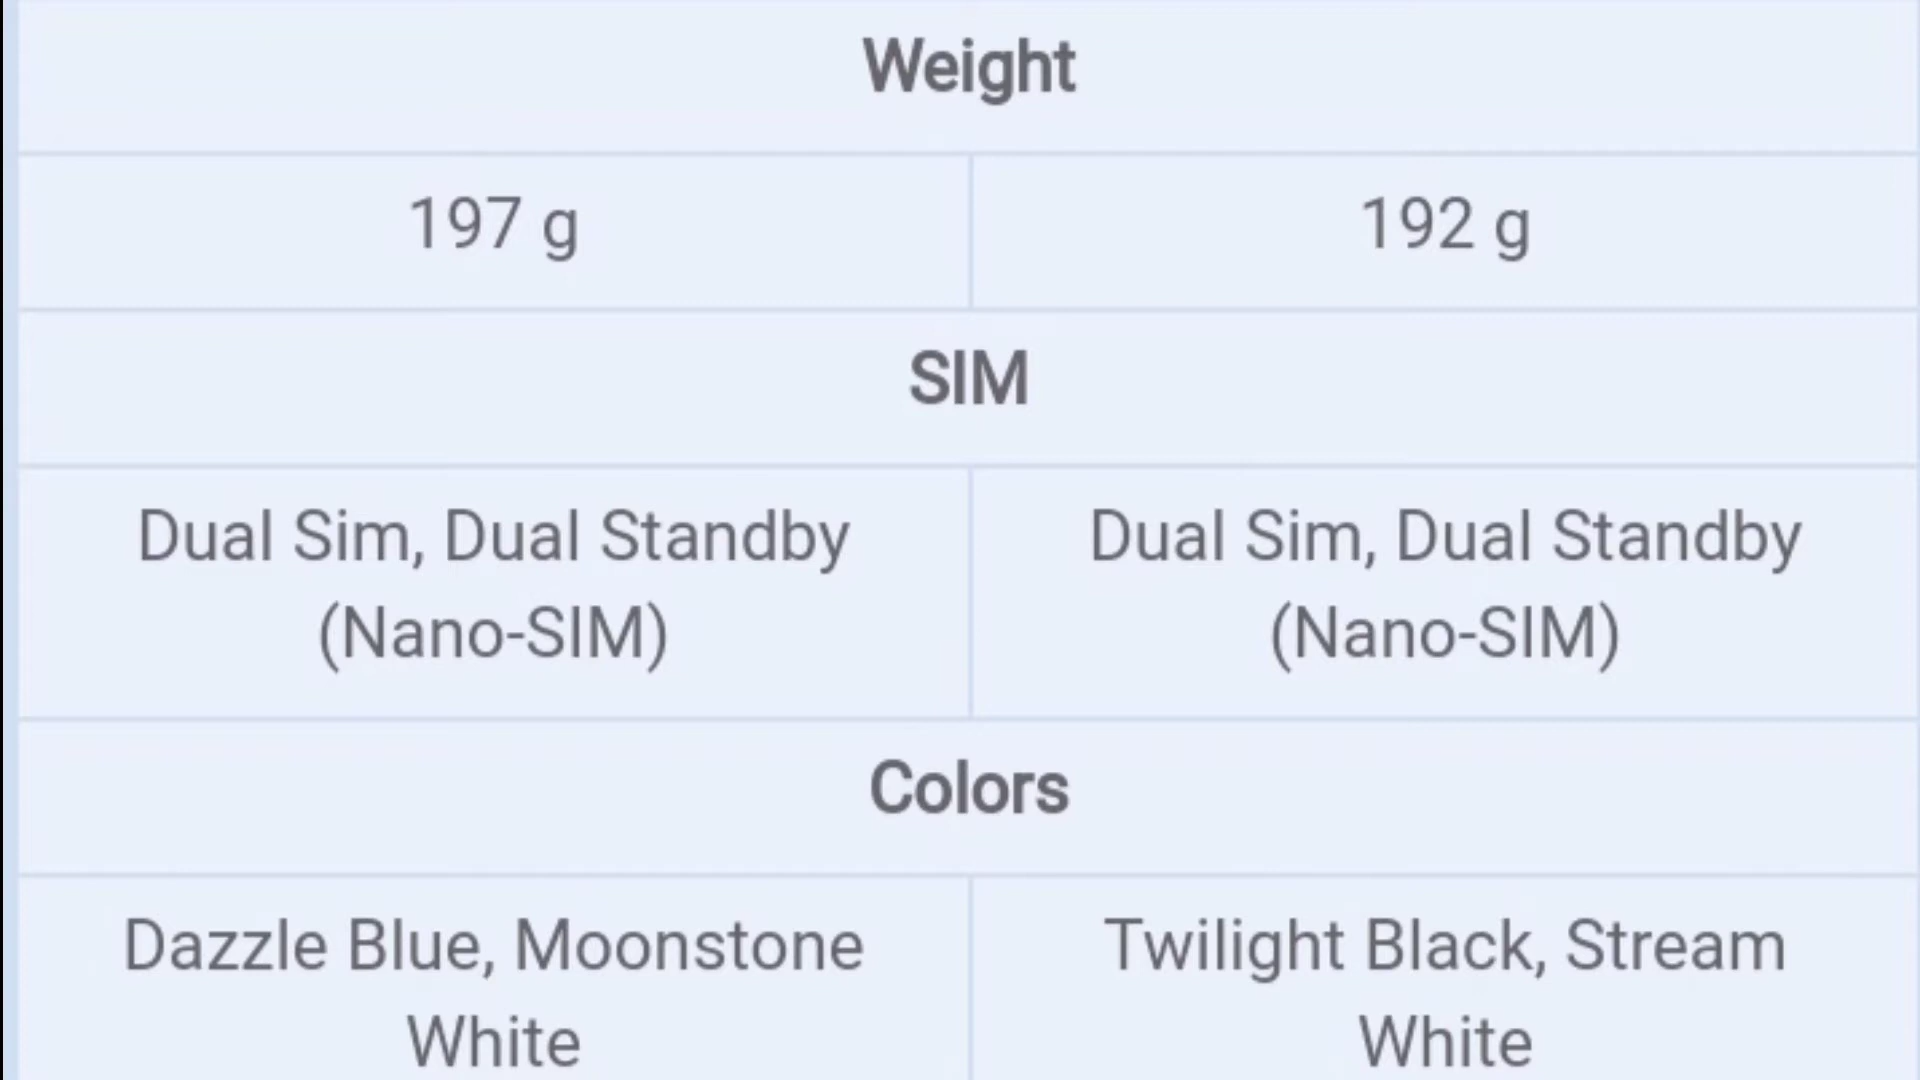 Weight
197 g 192 g
SIM
Dual Sim, Dual Standby Dual Sim, Dual Standby
(Nano-SIM) (Nano-SIM)
Colors
Dazzle Blue, Moonstone Twilight Black, Stream
White White